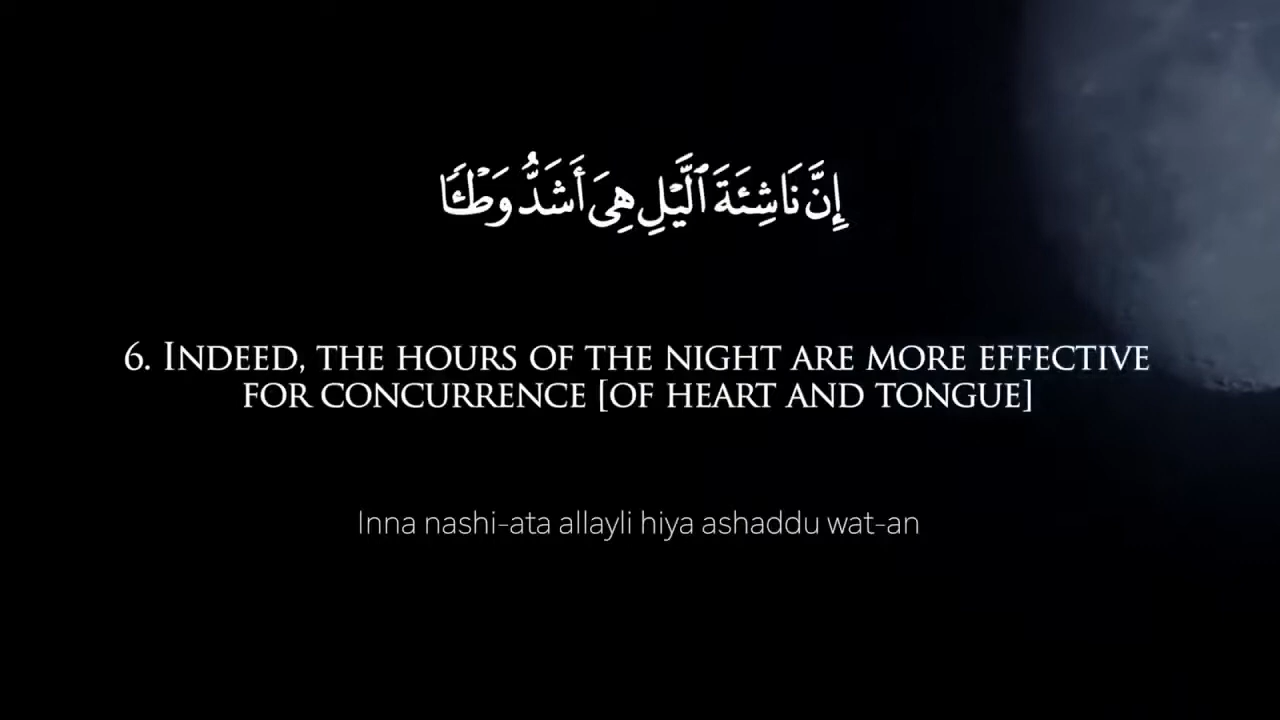 إِنَّ نَاشِئَةَ ٱلَّيْلِ هِىَ أَشَدُّ وَطْـًٔا
6. Indeed, the hours of the night are more effective
for concurrence [of heart and tongue]
Inna nashi-ata allayli hiya ashaddu wat-an